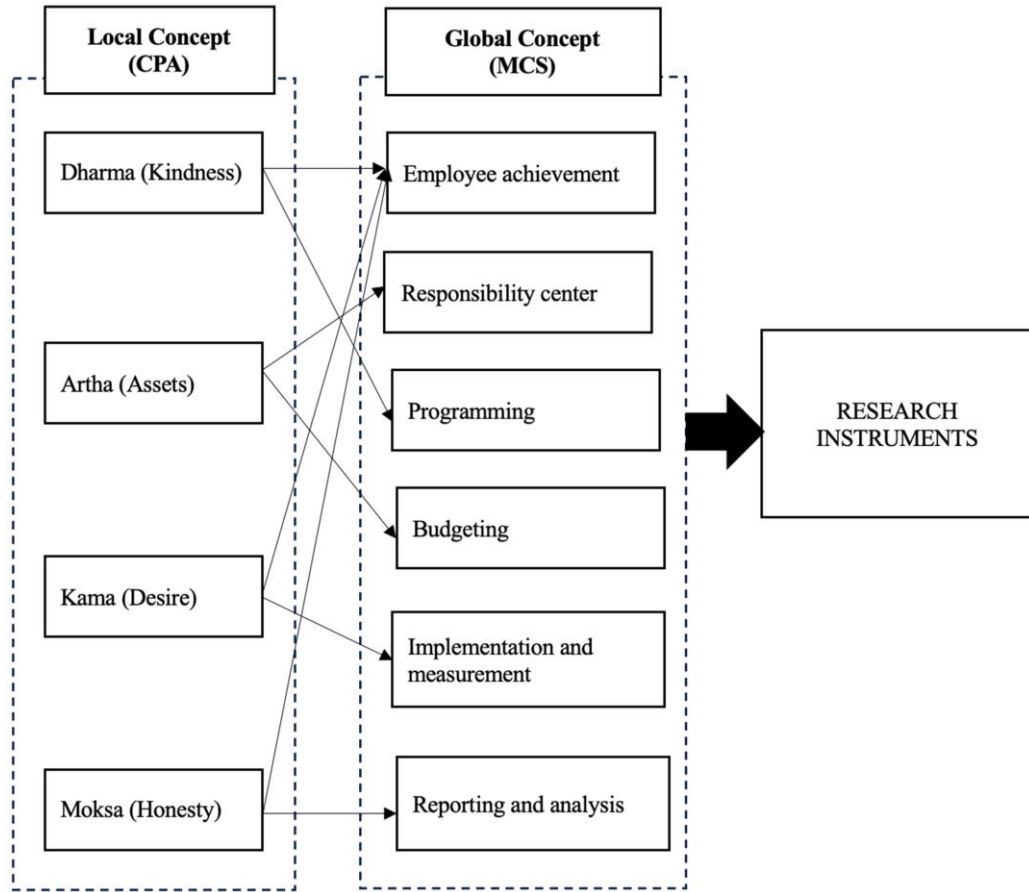 Local Concept
(CPA)
Global Concept
(MCS)
Dharma (Kindness)
Artha (Assets)
Kama (Desire)
Moksa (Honesty)
Employee achievement
Responsibility center
Programming
Budgeting
Implementation and
measurement
Reporting and analysis
RESEARCH
INSTRUMENTS